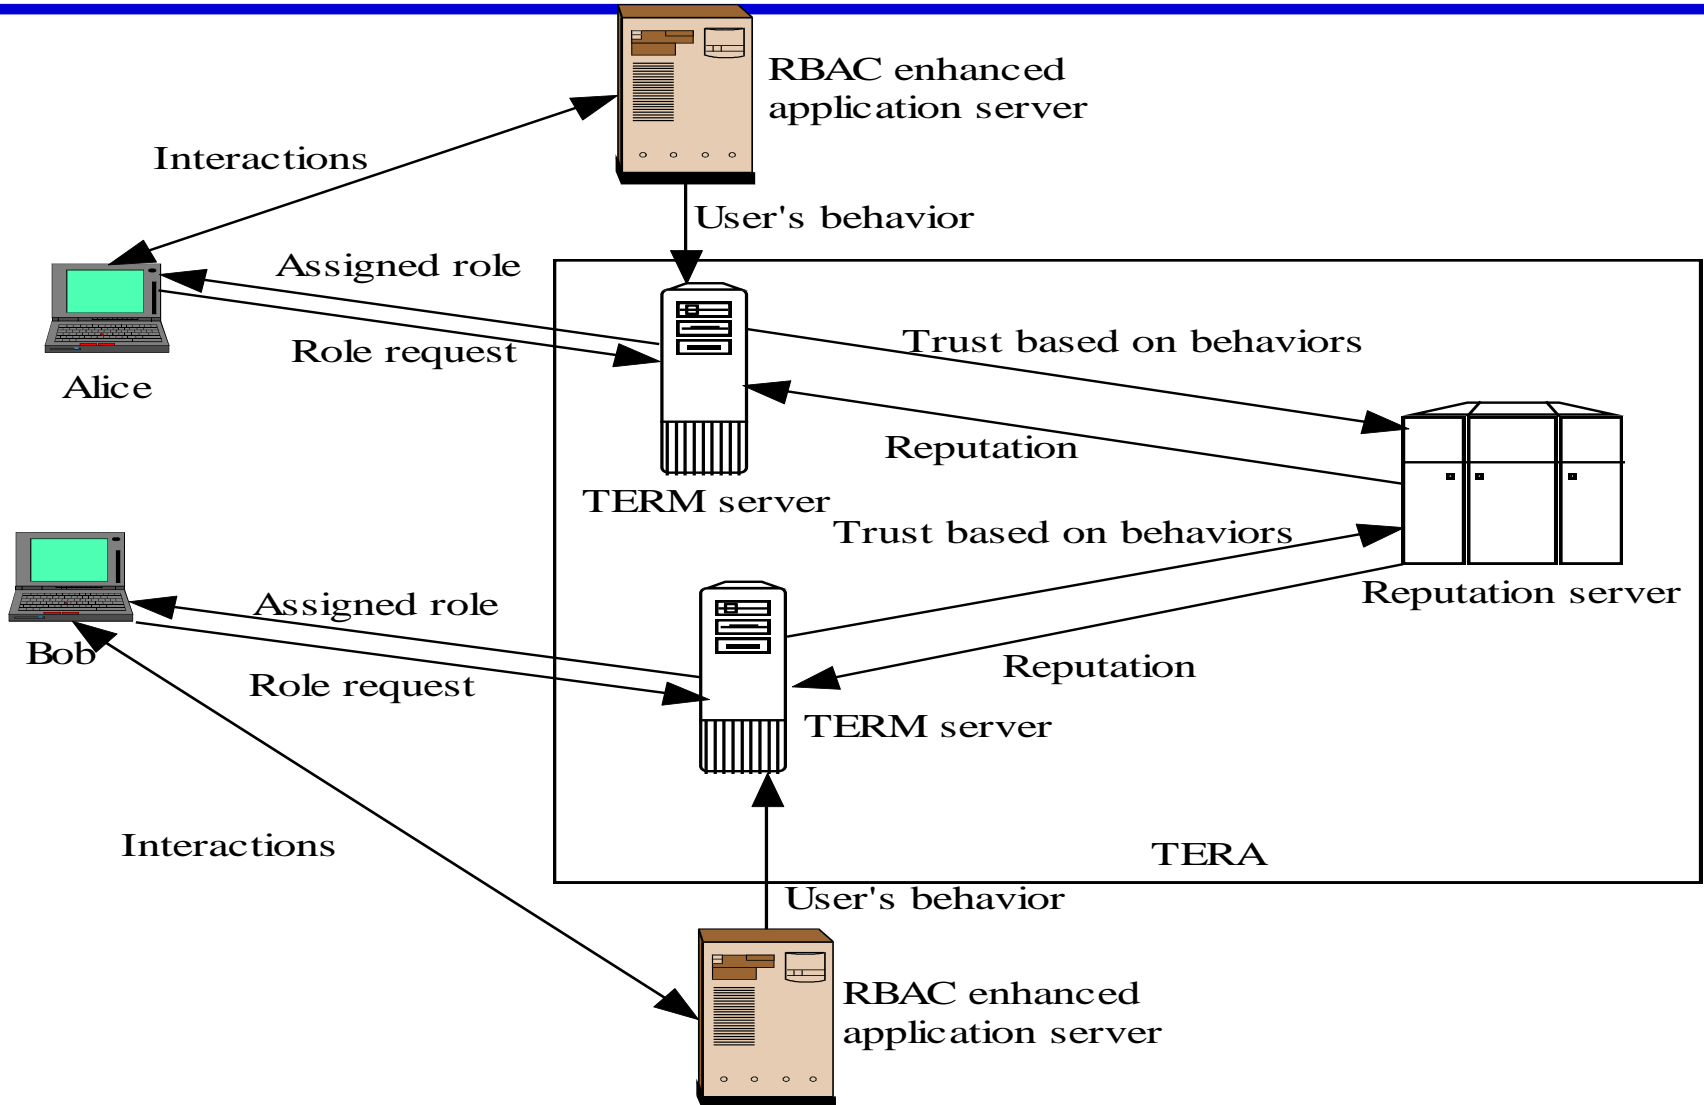 RBAC enhanced
application server
Interactions
User's behavior
Assigned role
Role request
Alice
Trust based on behaviors
Reputation
TERM server
Trust based on behaviors
Reputation server
Assigned role
Bob
Role request
Reputation
TERM server
Interactions
TERA
User's behavior
RBAC enhanced
application server